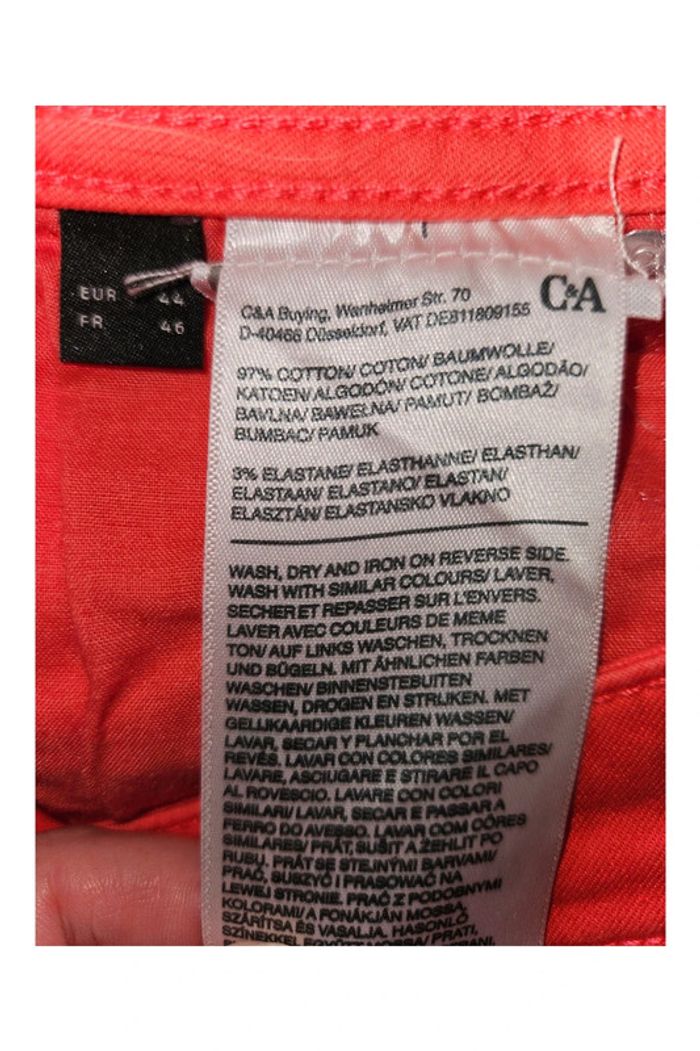 EUR 44
FR 46
C&A
C&A Buying, Wanheimer Str. 70
D-40468 Düsseldorf, VAT DE811809155
97% COTTON/ COTON/ BAUMWOLLE/
KATOEN/ ALGODÓN/ COTONE/ ALGODÃO/
BAVLNA/ BAWEŁNA/ PAMUT/ BOMBAŽ/
BUMBAC/ PAMUK
3% ELASTANE/ ELASTHANNE/ ELASTHAN/
ELASTAAN/ ELASTANO/ ELASTAN/
ELASZTÁN/ ELASTANSKO VLAKNO
WASH, DRY AND IRON ON REVERSE SIDE.
WASH WITH SIMILAR COLOURS/ LAVER,
SECHER ET REPASSER SUR L'ENVERS.
LAVER AVEC COULEURS DE MEME
TON/ AUF LINKS WASCHEN, TROCKNEN
UND BÜGELN. MIT ÄHNLICHEN FARBEN
WASCHEN/ BINNENSTEBUITEN
WASSEN, DROGEN EN STRIJKEN. MET
GELIJKAARDIGE KLEUREN WASSEN/
LAVAR, SECAR Y PLANCHAR POR EL
REVÉS. LAVAR CON COLORES SIMILARES/
LAVARE, ASCIUGARE E STIRARE IL CAPO
AL ROVESCIO. LAVARE CON COLORI
SIMILARI/ LAVAR, SECAR E PASSAR A
FERRO DO AVESSO. LAVAR COM CÔRES
SIMILARES/ PRÁT, SUŠIT A ŽEHLIT PO
RUBU. PRÁT SE STEJNÝMI BARVAMI/
PRAĆ, SUSZYĆ I PRASOWAĆ NA
LEWEJ STRONIE. PRAĆ Z PODOBNYMI
KOLORAMI/ A FONÁKJÁN MOSSA,
SZÁRÍTSA ÉS VASALJA. HASONLÓ
SZÍNEKKEL EGYÜTT MOSSA/ PRATI,